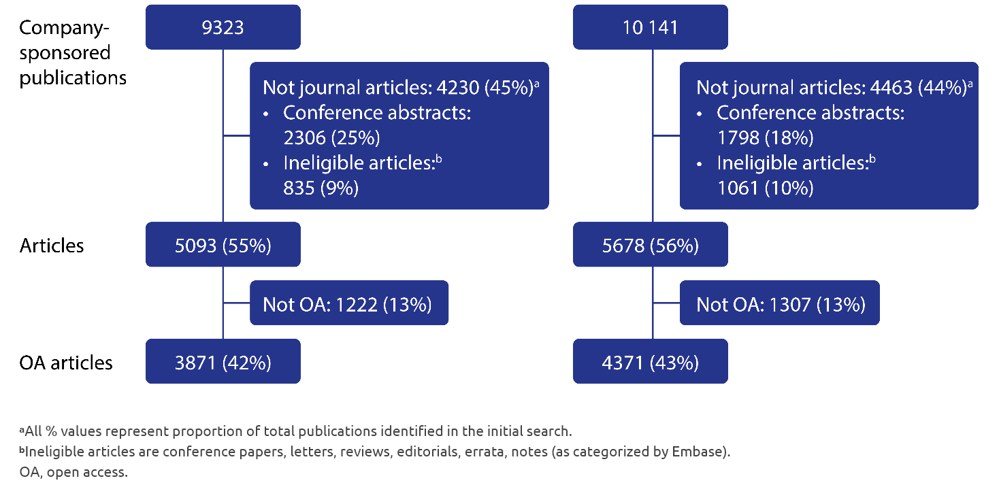 Company-
sponsored
publications
9323
10 141
Not journal articles: 4230 (45%)ᵃ
• Conference abstracts:
2306 (25%)
• Ineligible articles:ᵇ
835 (9%)
Not journal articles: 4463 (44%)ᵃ
• Conference abstracts:
1798 (18%)
• Ineligible articles:ᵇ
1061 (10%)
Articles
5093 (55%)
5678 (56%)
Not OA: 1222 (13%)
Not OA: 1307 (13%)
OA articles
3871 (42%)
4371 (43%)
ᵃAll % values represent proportion of total publications identified in the initial search.
ᵇIneligible articles are conference papers, letters, reviews, editorials, errata, notes (as categorized by Embase).
OA, open access.